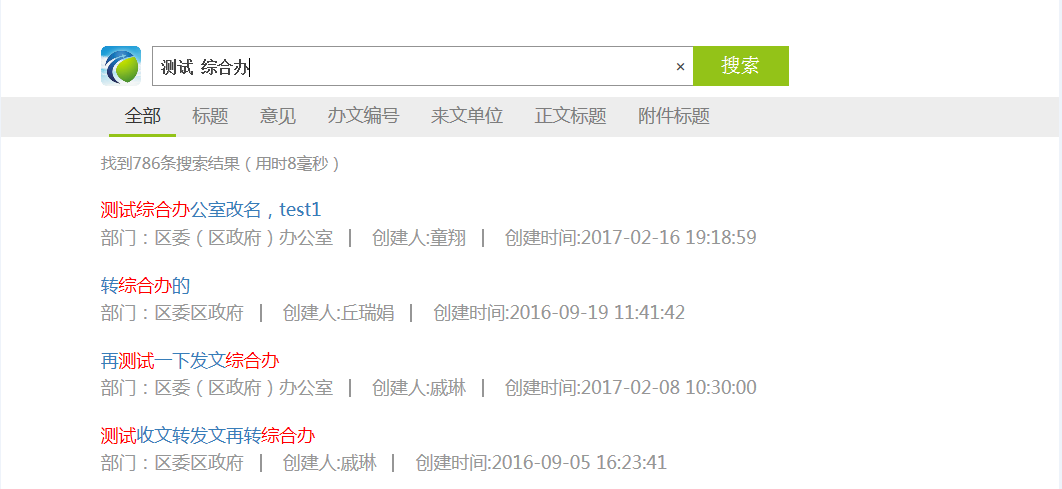 测试 综合办 × 搜索
全部 标题 意见 办文编号 来文单位 正文标题 附件标题
找到786条搜索结果（用时8毫秒）
测试综合办公室改名，test1
部门：区委（区政府）办公室 | 创建人:童翔 | 创建时间:2017-02-16 19:18:59
转综合办的
部门：区委区政府 | 创建人:丘瑞娟 | 创建时间:2016-09-19 11:41:42
再测试一下发文综合办
部门：区委（区政府）办公室 | 创建人:戚琳 | 创建时间:2017-02-08 10:30:00
测试收文转发文再转综合办
部门：区委区政府 | 创建人:戚琳 | 创建时间:2016-09-05 16:23:41